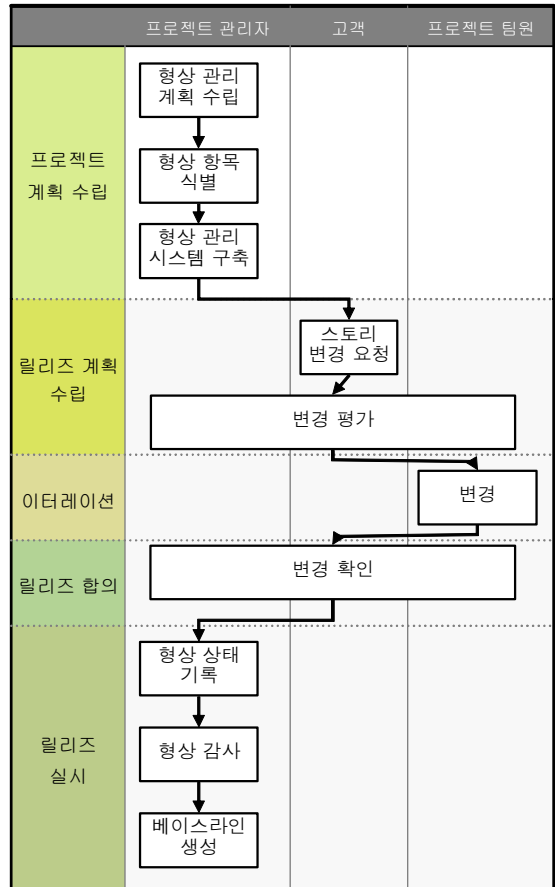 프로젝트 관리자
고객
프로젝트 팀원
프로젝트
계획 수립
형상 관리
계획 수립
형상 항목
식별
형상 관리
시스템 구축
릴리즈 계획
수립
스토리
변경 요청
변경 평가
이터레이션
변경
릴리즈 합의
변경 확인
릴리즈
실시
형상 상태
기록
형상 감사
베이스라인
생성